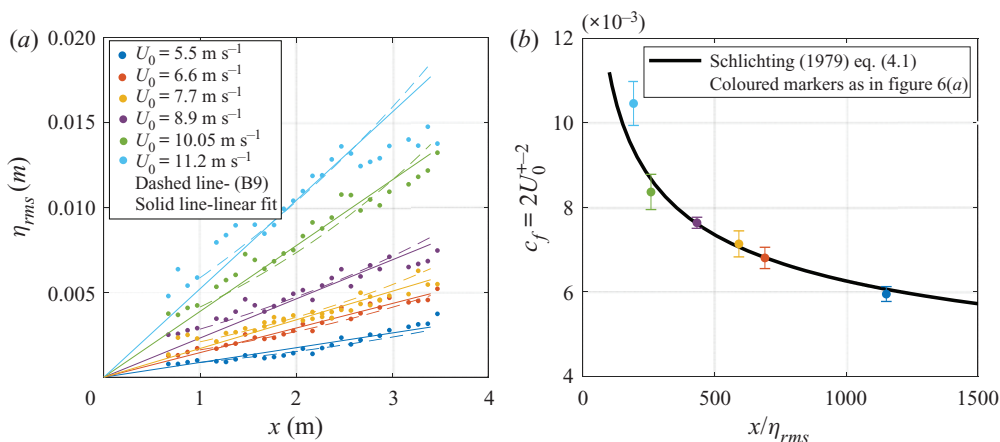 (a)
0.020
0.015
0.010
0.005
0
1
2
3
4
η_rms (m)
x (m)
U_0 = 5.5 m s^–1
U_0 = 6.6 m s^–1
U_0 = 7.7 m s^–1
U_0 = 8.9 m s^–1
U_0 = 10.05 m s^–1
U_0 = 11.2 m s^–1
Dashed line- (B9)
Solid line-linear fit
(b)
(×10^–3)
12
10
8
6
4
0
500
1000
1500
c_f = 2U_0^+–2
x/η_rms
Schlichting (1979) eq. (4.1)
Coloured markers as in figure 6(a)